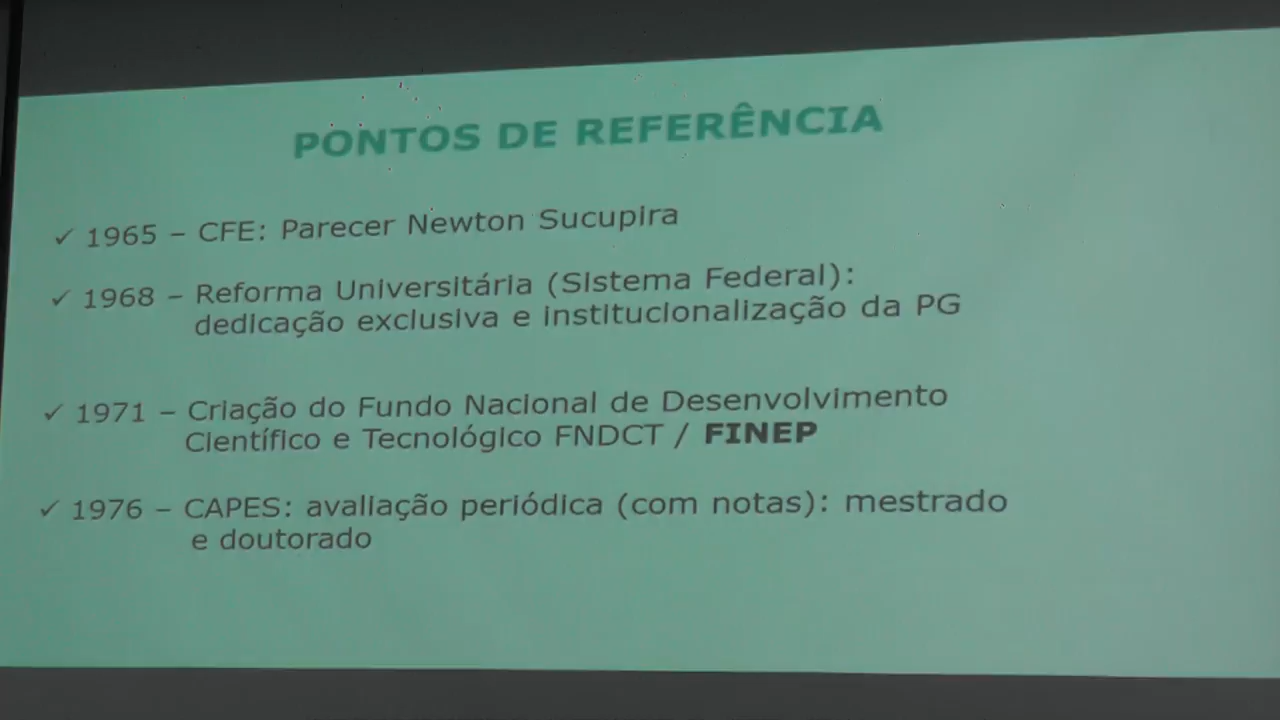 PONTOS DE REFERÊNCIA
✓ 1965 – CFE: Parecer Newton Sucupira
✓ 1968 – Reforma Universitária (Sistema Federal):
dedicação exclusiva e institucionalização da PG
✓ 1971 – Criação do Fundo Nacional de Desenvolvimento
Científico e Tecnológico FNDCT / FINEP
✓ 1976 – CAPES: avaliação periódica (com notas): mestrado
e doutorado